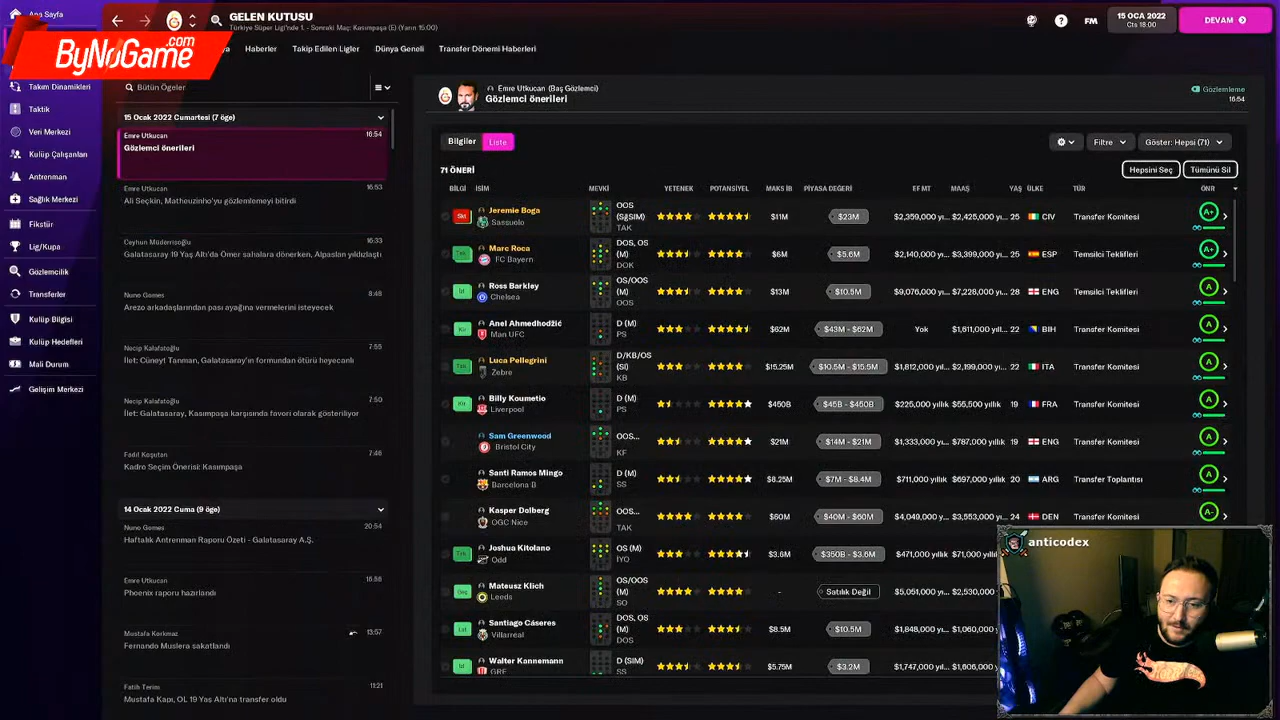 Ana Sayfa
ByNoGame.com
GELEN KUTUSU
Türkiye Süper Ligi'nde 1. - Sonraki Maç: Kasımpaşa (E) (Yarın 15:00)
FM
15 OCA 2022
Cts 18:00
DEVAM
Haberler
Takip Edilen Ligler
Dünya Geneli
Transfer Dönemi Haberleri
Takım Dinamikleri
Taktik
Veri Merkezi
Kulüp Çalışanları
Antrenman
Sağlık Merkezi
Fikstür
Lig/Kupa
Gözlemcilik
Transferler
Kulüp Bilgisi
Kulüp Hedefleri
Mali Durum
Gelişim Merkezi
Bütün Ögeler
15 Ocak 2022 Cumartesi (7 öge)
Emre Utkucan 16:54
Gözlemci önerileri
Emre Utkucan 16:53
Ali Seçkin, Matheuzinho'yu gözlemlemeyi bitirdi
Ceyhun Müderrisoğlu 16:33
Galatasaray 19 Yaş Altı'da Ömer sahalara dönerken, Alpaslan yıldızlaştı
Nuno Gomes 8:48
Arezo arkadaşlarından pası ayağına vermelerini isteyecek
Necip Kalafatoğlu 7:55
İlet: Cüneyt Tanman, Galatasaray'ın formundan ötürü heyecanlı
Necip Kalafatoğlu 7:50
İlet: Galatasaray, Kasımpaşa karşısında favori olarak gösteriliyor
Fadıl Koşutan 7:46
Kadro Seçim Önerisi: Kasımpaşa
14 Ocak 2022 Cuma (9 öge)
Nuno Gomes 20:54
Haftalık Antrenman Raporu Özeti - Galatasaray A.Ş.
Emre Utkucan 16:56
Phoenix raporu hazırlandı
Mustafa Korkmaz 13:57
Fernando Muslera sakatlandı
Fatih Terim 11:21
Mustafa Kapı, OL 19 Yaş Altı'na transfer oldu
Emre Utkucan (Baş Gözlemci)
Gözlemci önerileri
Gözlemleme
16:54
Bilgiler
Liste
Filtre
Göster: Hepsi (71)
71 ÖNERİ
Hepsini Seç
Tümünü Sil
BİLGİ İSİM MEVKİ YETENEK POTANSİYEL MAKS İB PİYASA DEĞERİ EF MT MAAŞ YAŞ ÜLKE TÜR ÖNR
Jeremie Boga
Sassuolo
OOS (SğSIM) TAK $11M $23M $2,359,000 yı... $2,425,000 yı... 25 CIV Transfer Komitesi A+
Marc Roca
FC Bayern
DOS, OS (M) DOK $6M $5.6M $2,140,000 yı... $3,399,000 yı... 25 ESP Temsilci Teklifleri A+
Ross Barkley
Chelsea
OS/OOS (M) OOS $13M $10.5M $9,076,000 yı... $7,228,000 yı... 28 ENG Temsilci Teklifleri A
Anel Ahmedhodžić
Man UFC
D (M) PS $62M $43M - $62M Yok $1,611,000 yı... 22 BIH Transfer Komitesi A
Luca Pellegrini
Zebre
D/KB/OS (Sl) KB $15.25M $10.5M - $15.5M $1,812,000 yı... $2,199,000 yı... 22 ITA Transfer Komitesi A
Billy Koumetio
Liverpool
D (M) PS $450B $45B - $450B $225,000 yıllık $55,500 yıllık 19 FRA Transfer Komitesi A
Sam Greenwood
Bristol City
OOS... KF $21M $14M - $21M $1,333,000 yı... $787,000 yıllık 19 ENG Transfer Komitesi A
Santi Ramos Mingo
Barcelona B
D (M) SS $8.25M $7M - $8.4M $711,000 yıllık $697,000 yıllık 20 ARG Transfer Toplantısı A
Kasper Dolberg
OGC Nice
OOS... TAK $60M $40M - $60M $4,049,000 yı... $3,553,000 yı... 24 DEN Transfer Komitesi A-
Joshua Kitolano
Odd
OS (M) İYO $3.6M $350B - $3.6M $471,000 yıllık $71,000 yıllık
Mateusz Klich
Leeds
OS/OOS (M) SO - Satılık Değil $5,051,000 yı... $2,530,000
Santiago Cáseres
Villarreal
DOS, OS (M) DOS $8.5M $10.5M $1,848,000 yı... $1,060,000
Walter Kannemann
GRE
D (SlM) SS $5.75M $3.2M $1,747,000 yı... $1,606,000
anticodex